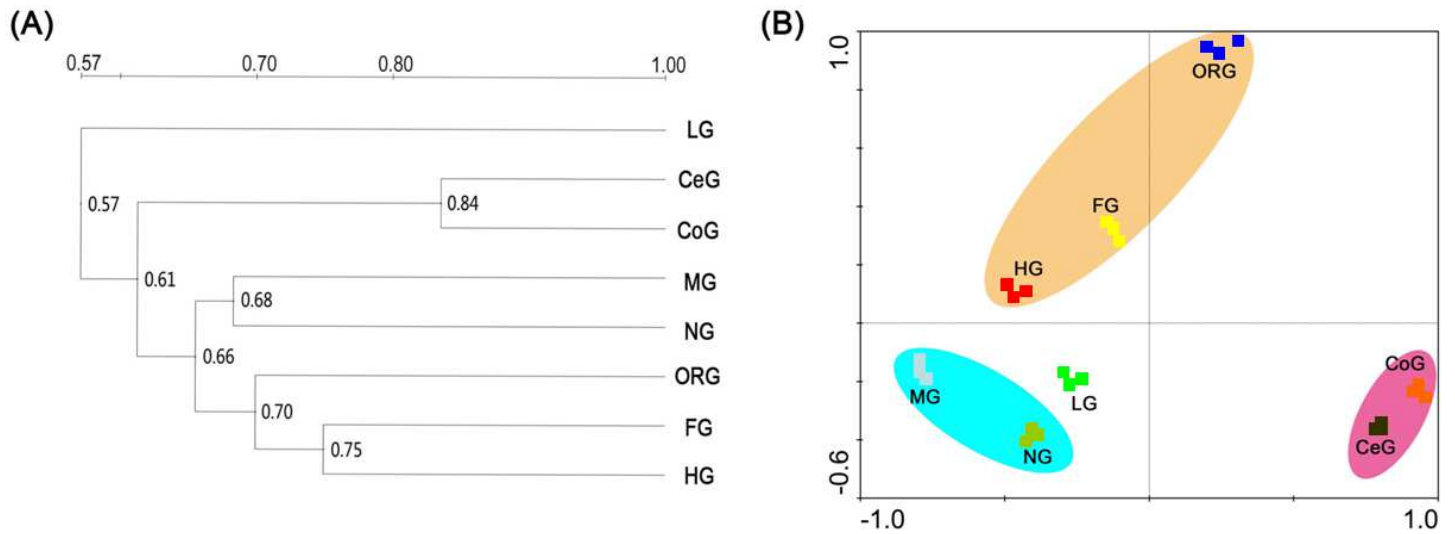 (A)
0.57 0.70 0.80 1.00
LG
CeG
0.57
0.84
CoG
0.61
MG
0.68
NG
0.66
ORG
0.70
FG
0.75
HG
(B)
1.0
ORG
FG
HG
CoG
MG
LG
CeG
NG
-0.6
-1.0 1.0